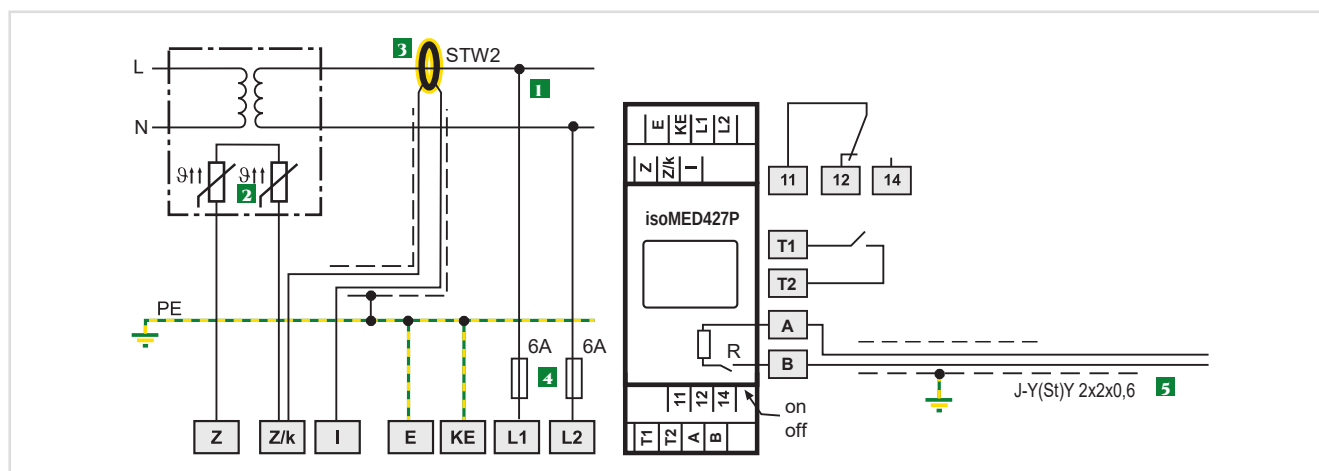 3 STW2
L
1
N
ϑ↑↑ ϑ↑↑
2
PE
6A 6A
4
Z Z/k I E KE L1 L2
E KE L1 L2
Z Z/k I
isoMED427P
R
11 12 14
T1 T2 A B
on
off
11 12 14
T1
T2
A
B
J-Y(St)Y 2x2x0,6 5